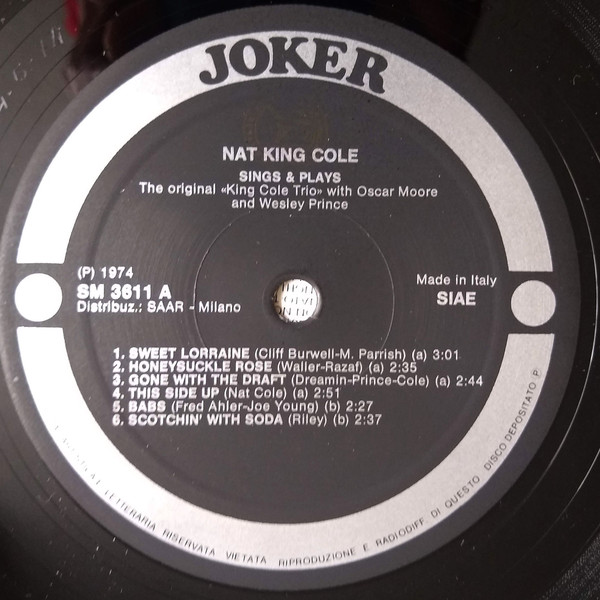 JOKER
NAT KING COLE
SINGS & PLAYS
The original «King Cole Trio» with Oscar Moore
and Wesley Prince
(P) 1974
SM 3611 A
Distribuz.: SAAR - Milano
Made in Italy
SIAE
1. SWEET LORRAINE (Cliff Burwell-M. Parrish) (a) 3:01
2. HONEYSUCKLE ROSE (Waller-Razaf) (a) 2:35
3. GONE WITH THE DRAFT (Dreamin-Prince-Cole) (a) 2:44
4. THIS SIDE UP (Nat Cole) (a) 2:51
5. BABS (Fred Ahler-Joe Young) (b) 2:27
6. SCOTCHIN' WITH SODA (Riley) (b) 2:37
LETTERARIA RISERVATA VIETATA RIPRODUZIONE E RADIODIFF. DI QUESTO DISCO DEPOSITATO